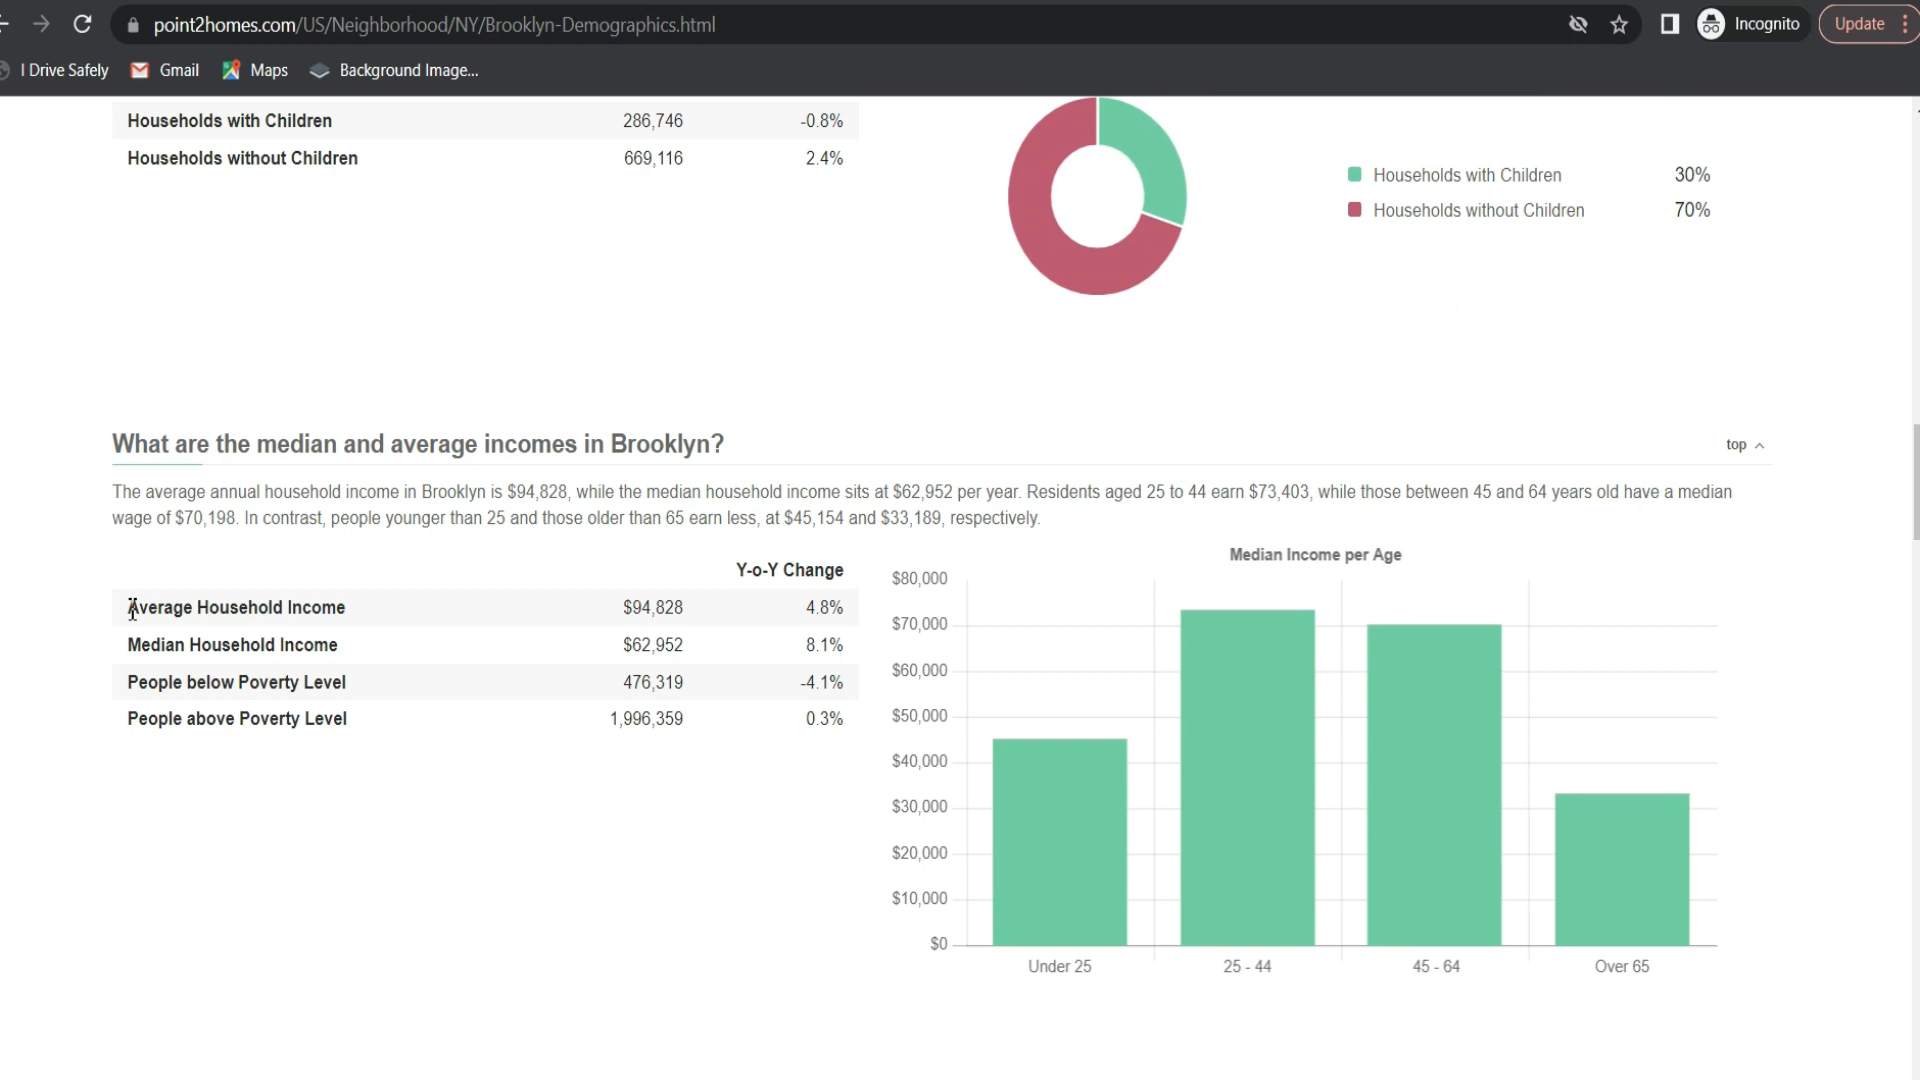 point2homes.com/US/Neighborhood/NY/Brooklyn-Demographics.html
Incognito
Update
I Drive Safely
Gmail
Maps
Background Image...
Households with Children 286,746 -0.8%
Households without Children 669,116 2.4%
Households with Children 30%
Households without Children 70%
What are the median and average incomes in Brooklyn?
top
The average annual household income in Brooklyn is $94,828, while the median household income sits at $62,952 per year. Residents aged 25 to 44 earn $73,403, while those between 45 and 64 years old have a median
wage of $70,198. In contrast, people younger than 25 and those older than 65 earn less, at $45,154 and $33,189, respectively.
Y-o-Y Change
Average Household Income $94,828 4.8%
Median Household Income $62,952 8.1%
People below Poverty Level 476,319 -4.1%
People above Poverty Level 1,996,359 0.3%
Median Income per Age
$80,000
$70,000
$60,000
$50,000
$40,000
$30,000
$20,000
$10,000
$0
Under 25 25 - 44 45 - 64 Over 65